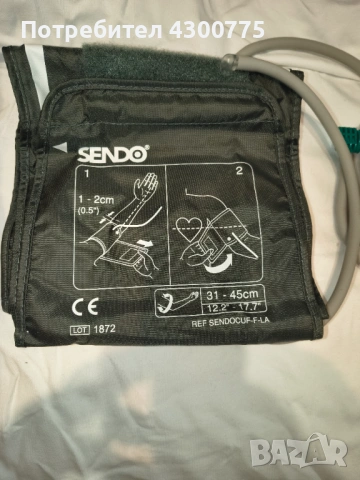 Потребител 4300775
SENDO®
1
2
1 - 2cm
(0.5")
31 - 45cm
12.2" - 17.7"
CE
LOT 1872
REF SENDOCUF-F-LA
BAZAR